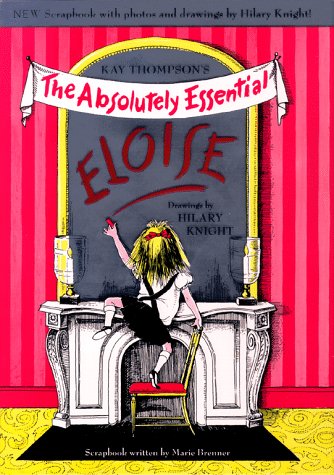 NEW Scrapbook with photos and drawings by Hilary Knight!
KAY THOMPSON'S
The Absolutely Essential
ELOISE
Drawings by
HILARY
KNIGHT
Scrapbook written by Marie Brenner